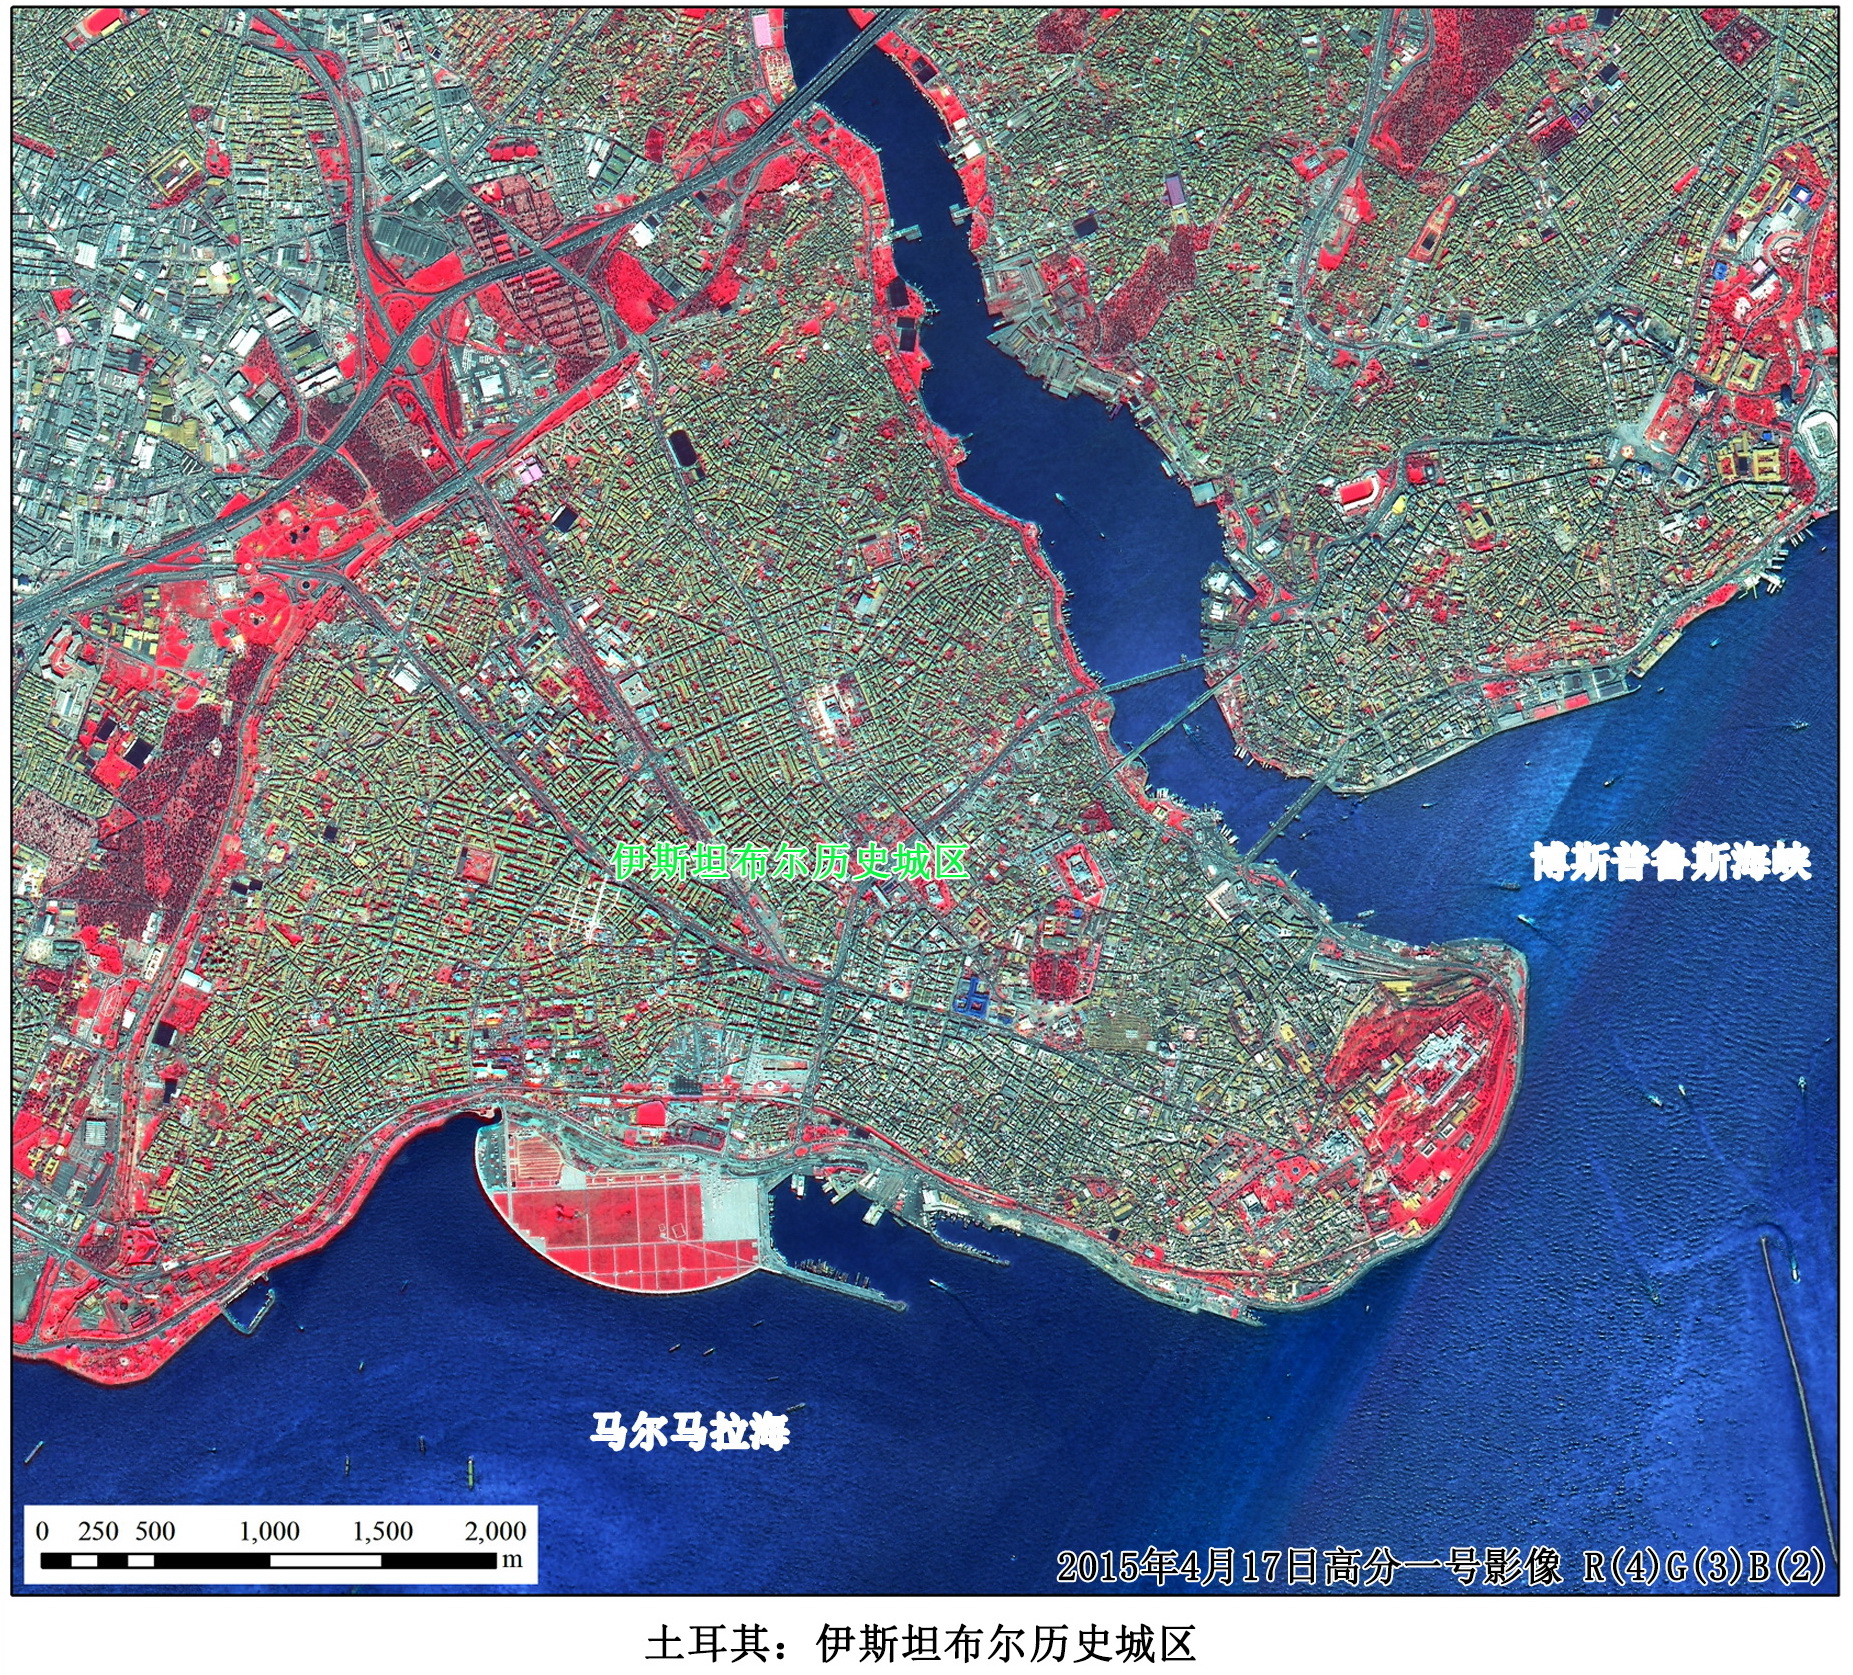 伊斯坦布尔历史城区
博斯普鲁斯海峡
马尔马拉海
0 250 500 1,000 1,500 2,000
m
2015年4月17日高分一号影像 R(4)G(3)B(2)
土耳其：伊斯坦布尔历史城区